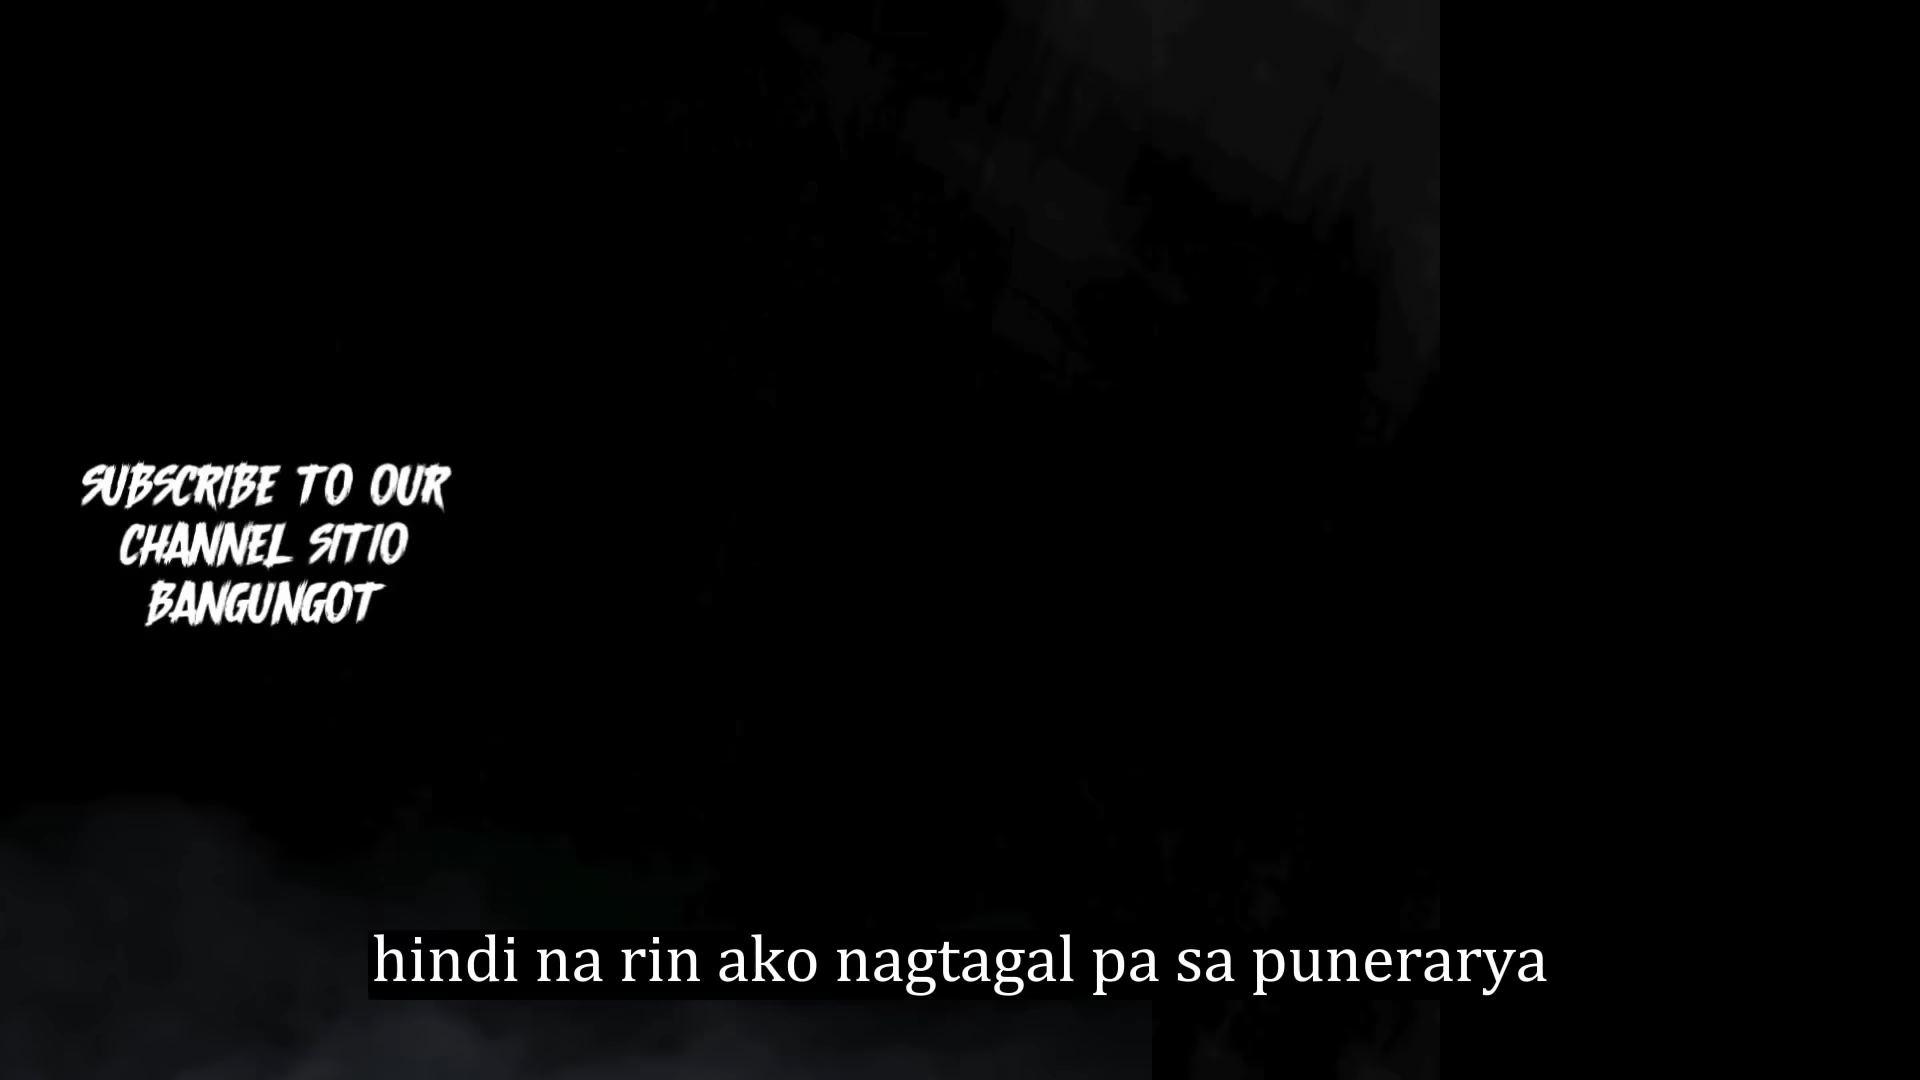 SUBSCRIBE TO OUR
CHANNEL SITIO
BANGUNGOT
hindi na rin ako nagtagal pa sa punerarya